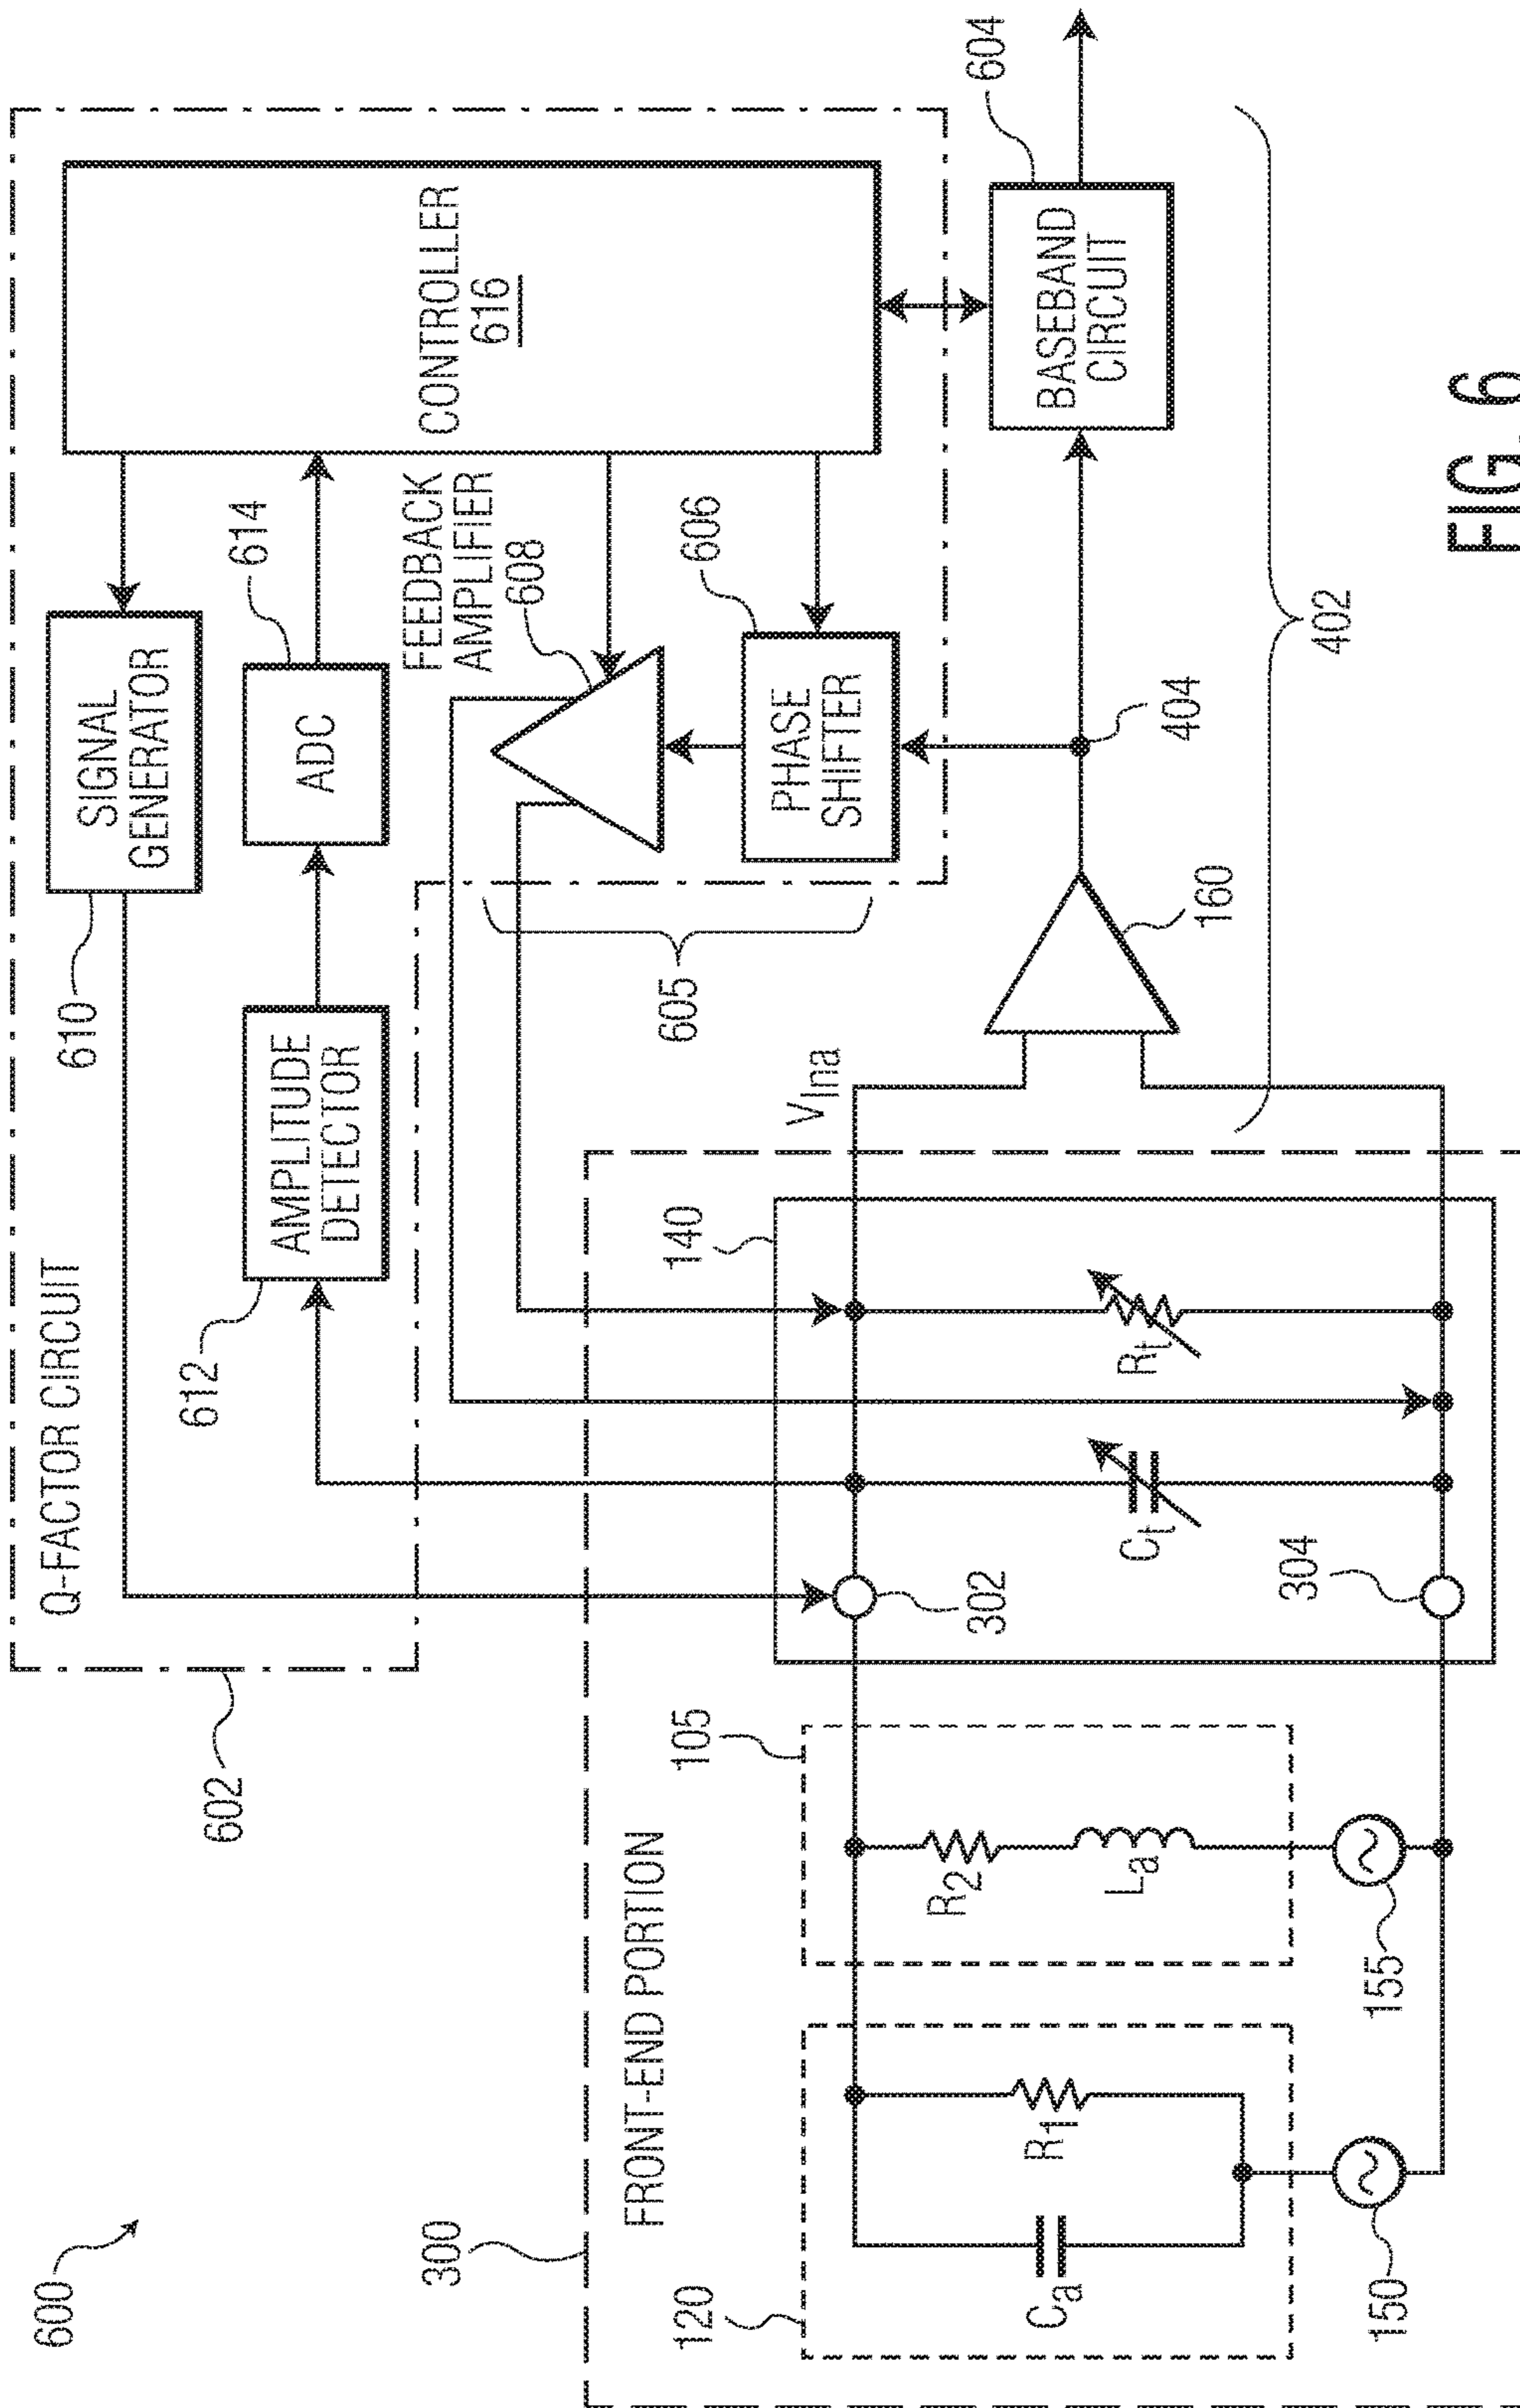 600
602
Q-FACTOR CIRCUIT
610
SIGNAL
GENERATOR
612
AMPLITUDE
DETECTOR
ADC
614
CONTROLLER
616
FEEDBACK
AMPLIFIER
608
606
PHASE
SHIFTER
605
300
FRONT-END PORTION
120
105
140
Vlna
Ca
R1
R2
La
Ct
Rt
302
304
150
155
160
404
BASEBAND
CIRCUIT
604
402
FIG. 6